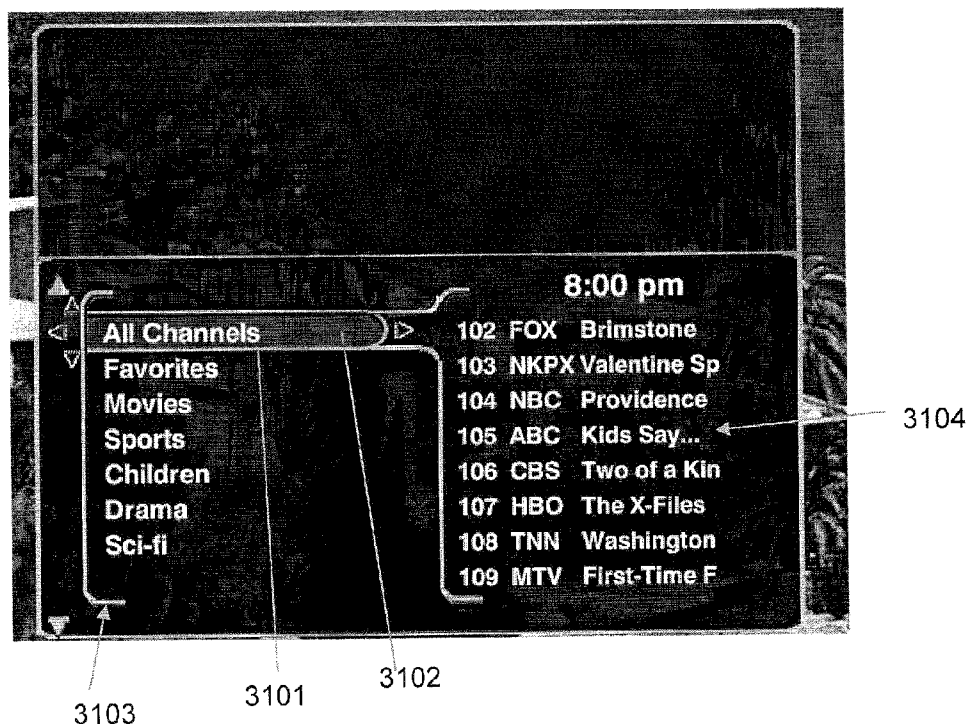 8:00 pm
All Channels
Favorites
Movies
Sports
Children
Drama
Sci-fi
102 FOX Brimstone
103 NKPX Valentine Sp
104 NBC Providence
105 ABC Kids Say...
106 CBS Two of a Kin
107 HBO The X-Files
108 TNN Washington
109 MTV First-Time F
3104
3103
3101
3102